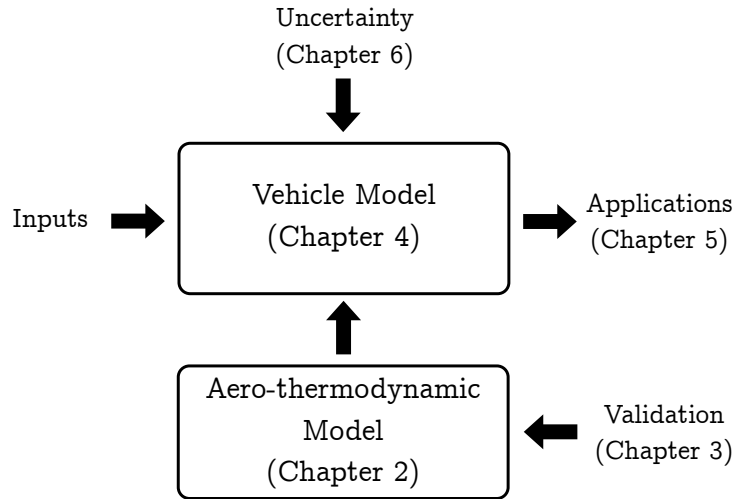 Uncertainty
(Chapter 6)
Inputs
Vehicle Model
(Chapter 4)
Applications
(Chapter 5)
Aero-thermodynamic
Model
(Chapter 2)
Validation
(Chapter 3)